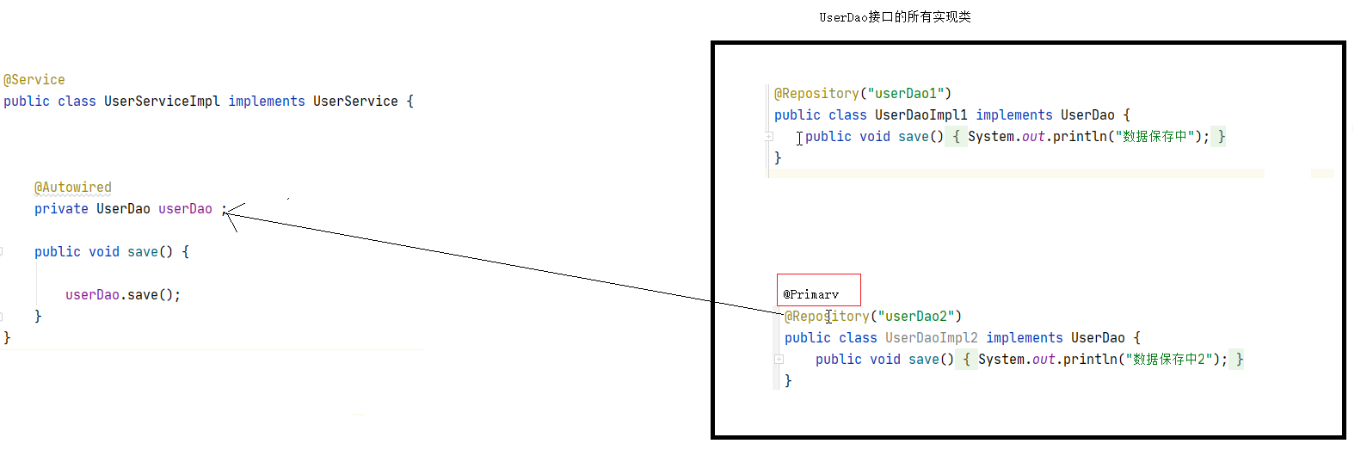 UserDao接口的所有实现类
@Service
public class UserServiceImpl implements UserService {
@Autowired
private UserDao userDao ;
public void save() {
userDao.save();
}
}
@Repository("userDao1")
public class UserDaoImpl1 implements UserDao {
public void save() { System.out.println("数据保存中"); }
}
@Primary
@Repository("userDao2")
public class UserDaoImpl2 implements UserDao {
public void save() { System.out.println("数据保存中2"); }
}